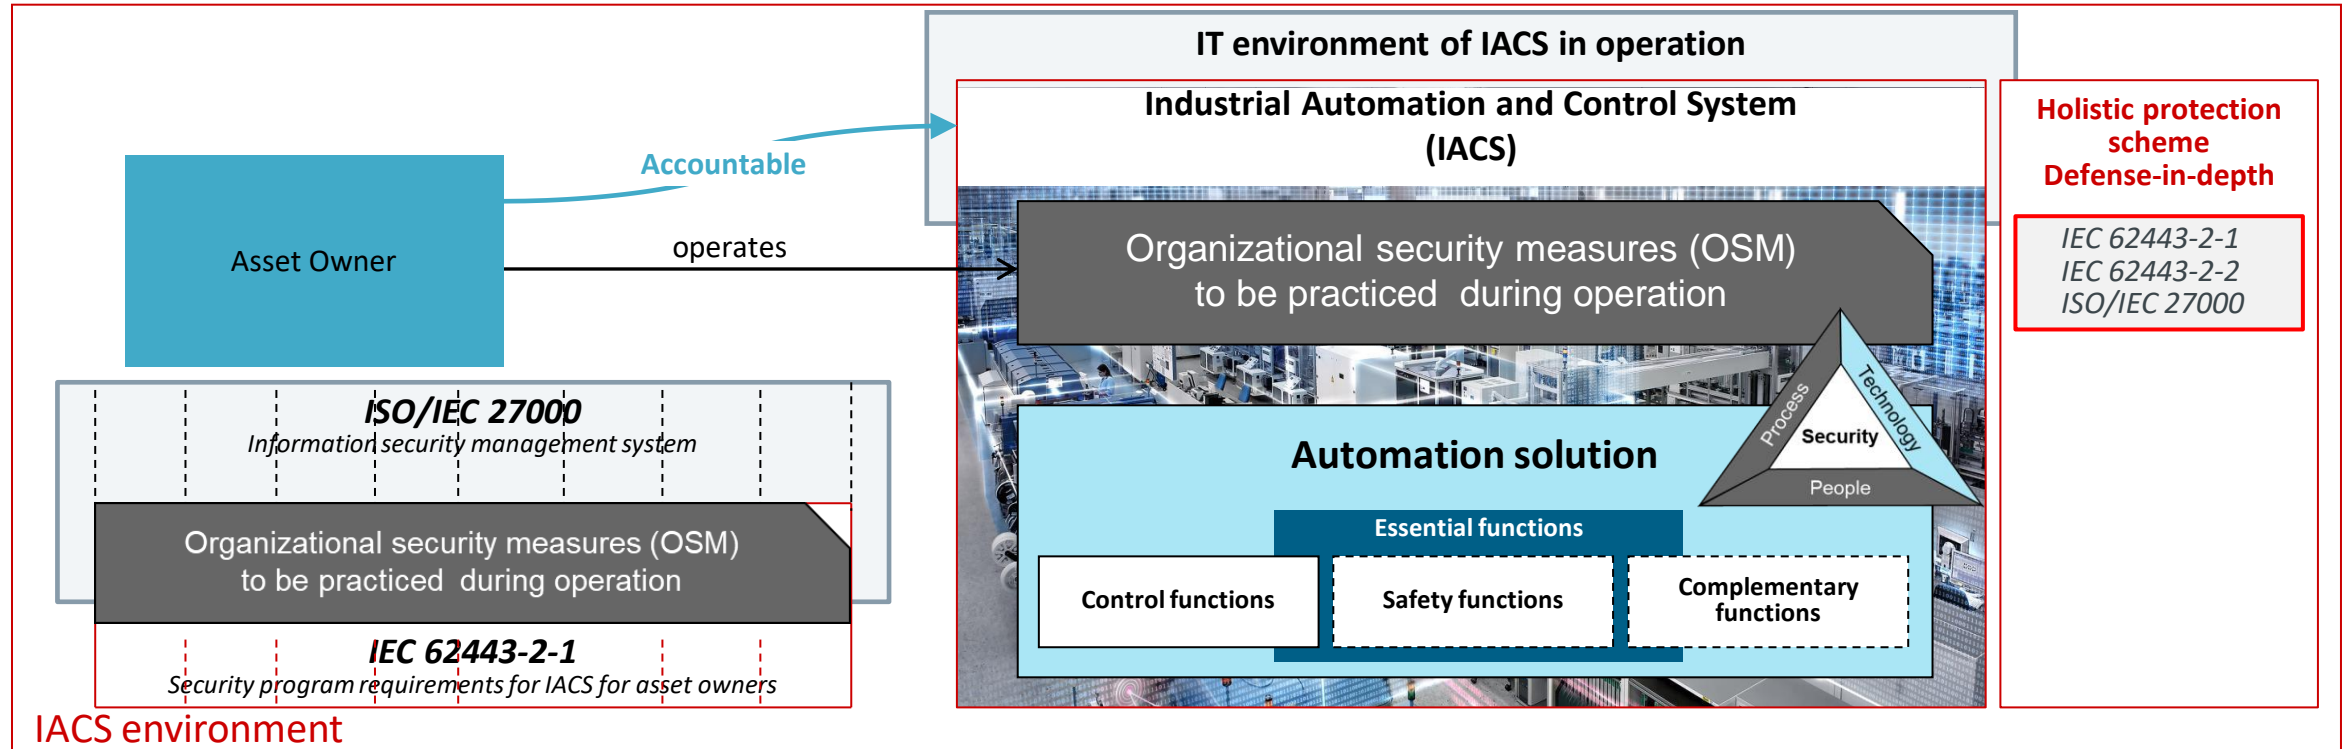 IT environment of IACS in operation
Industrial Automation and Control System
(IACS)
Holistic protection
scheme
Defense-in-depth
IEC 62443-2-1
IEC 62443-2-2
ISO/IEC 27000
Accountable
Asset Owner
operates
Organizational security measures (OSM)
to be practiced during operation
Process
Technology
Security
People
Automation solution
Essential functions
Control functions
Safety functions
Complementary
functions
ISO/IEC 27000
Information security management system
Organizational security measures (OSM)
to be practiced during operation
IEC 62443-2-1
Security program requirements for IACS for asset owners
IACS environment